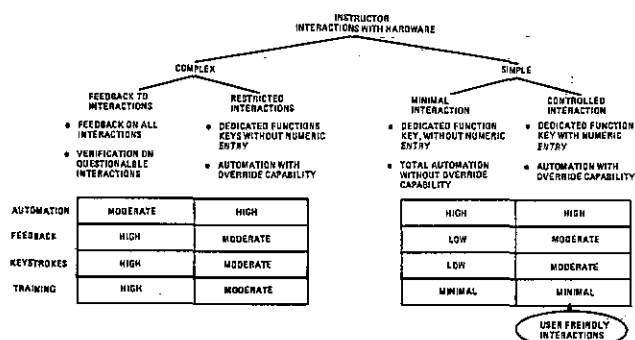 INSTRUCTOR
INTERACTIONS WITH HARDWARE
COMPLEX
SIMPLE
FEEDBACK TO
INTERACTIONS
• FEEDBACK ON ALL
INTERACTIONS
• VERIFICATION ON
QUESTIONABLE
INTERACTIONS
RESTRICTED
INTERACTIONS
• DEDICATED FUNCTIONS
KEYS WITHOUT NUMERIC
ENTRY
• AUTOMATION WITH
OVERRIDE CAPABILITY
MINIMAL
INTERACTION
• DEDICATED FUNCTION
KEY, WITHOUT NUMERIC
ENTRY
• TOTAL AUTOMATION
WITHOUT OVERRIDE
CAPABILITY
CONTROLLED
INTERACTION
• DEDICATED FUNCTION
KEY WITH NUMERIC
ENTRY
• AUTOMATION WITH
OVERRIDE CAPABILITY
AUTOMATION MODERATE HIGH HIGH HIGH
FEEDBACK HIGH MODERATE LOW MODERATE
KEYSTROKES HIGH MODERATE LOW MODERATE
TRAINING HIGH MODERATE MINIMAL MINIMAL
USER FREINDLY
INTERACTIONS